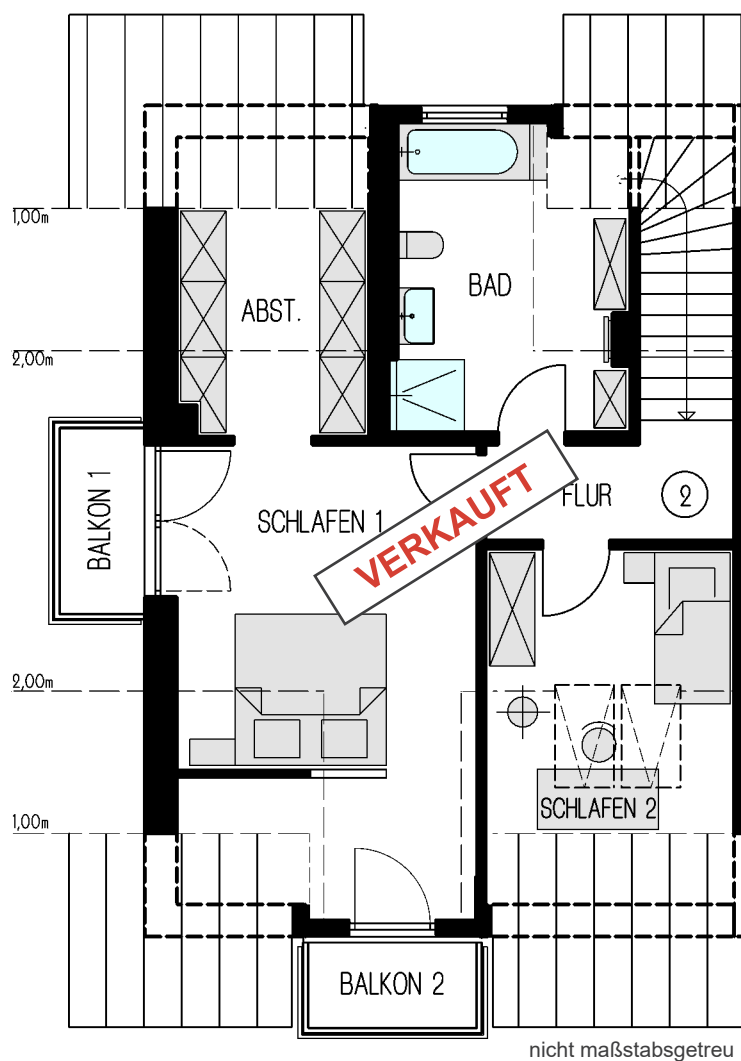 1,00m
ABST.
BAD
2,00m
BALKON 1
SCHLAFEN 1
VERKAUFT
FLUR
2
2,00m
1,00m
SCHLAFEN 2
BALKON 2
nicht maßstabsgetreu